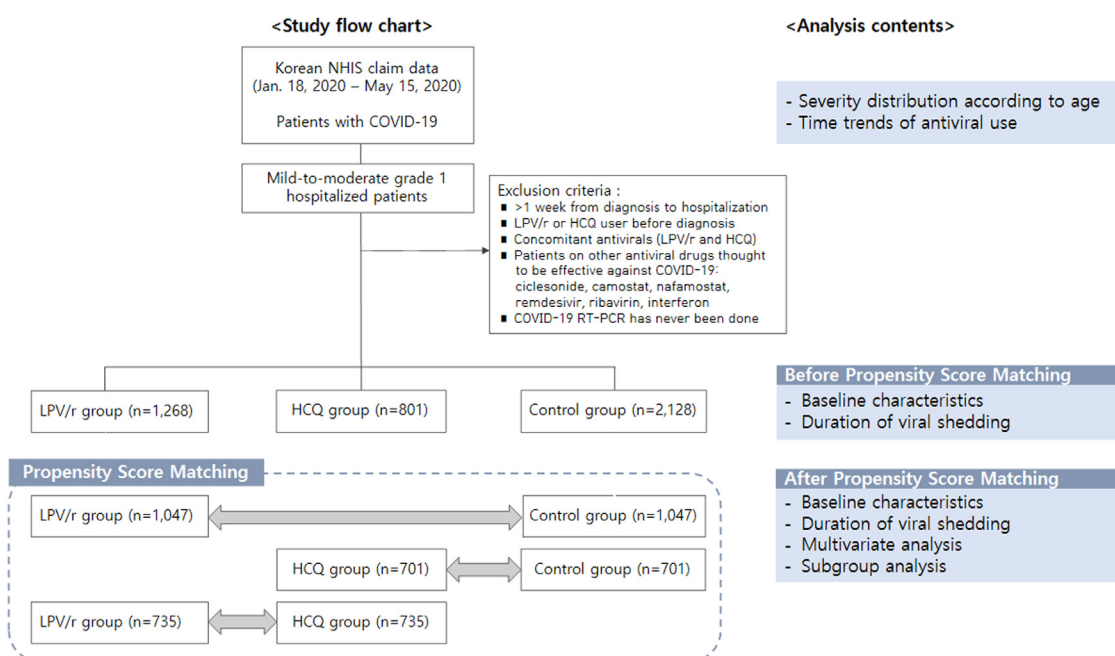 <Study flow chart>
<Analysis contents>
Korean NHIS claim data
(Jan. 18, 2020 – May 15, 2020)
Patients with COVID-19
- Severity distribution according to age
- Time trends of antiviral use
Mild-to-moderate grade 1
hospitalized patients
Exclusion criteria :
■ >1 week from diagnosis to hospitalization
■ LPV/r or HCQ user before diagnosis
■ Concomitant antivirals (LPV/r and HCQ)
■ Patients on other antiviral drugs thought
to be effective against COVID-19:
ciclesonide, camostat, nafamostat,
remdesivir, ribavirin, interferon
■ COVID-19 RT-PCR has never been done
LPV/r group (n=1,268)
HCQ group (n=801)
Control group (n=2,128)
Before Propensity Score Matching
- Baseline characteristics
- Duration of viral shedding
Propensity Score Matching
LPV/r group (n=1,047)
Control group (n=1,047)
HCQ group (n=701)
Control group (n=701)
LPV/r group (n=735)
HCQ group (n=735)
After Propensity Score Matching
- Baseline characteristics
- Duration of viral shedding
- Multivariate analysis
- Subgroup analysis